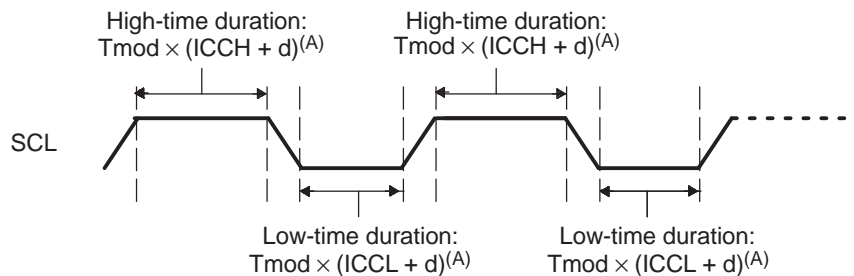 High-time duration:
Tmod × (ICCH + d)(A)
High-time duration:
Tmod × (ICCH + d)(A)
SCL
Low-time duration:
Tmod × (ICCL + d)(A)
Low-time duration:
Tmod × (ICCL + d)(A)